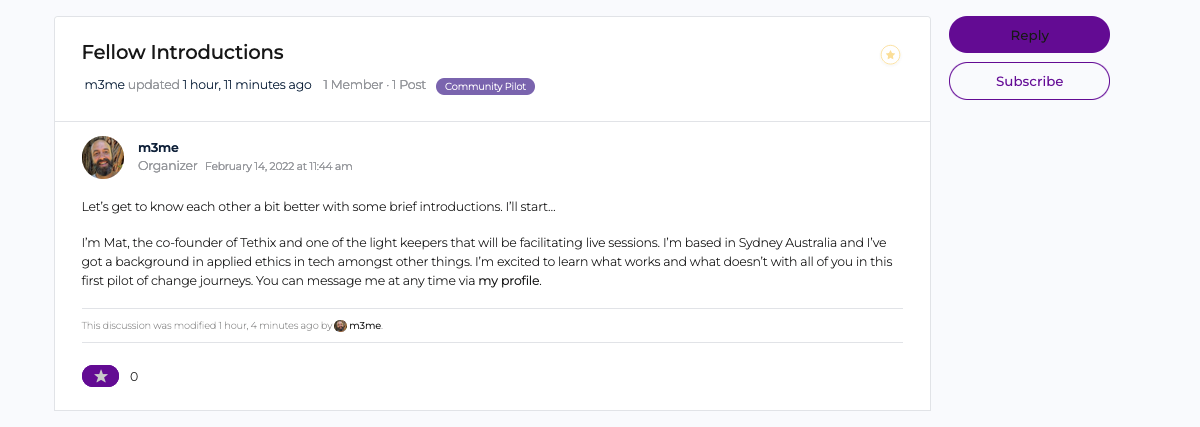 Fellow Introductions
m3me updated 1 hour, 11 minutes ago 1 Member · 1 Post Community Pilot
Reply
Subscribe
m3me
Organizer February 14, 2022 at 11:44 am
Let's get to know each other a bit better with some brief introductions. I'll start...
I'm Mat, the co-founder of Tethix and one of the light keepers that will be facilitating live sessions. I'm based in Sydney Australia and I've
got a background in applied ethics in tech amongst other things. I'm excited to learn what works and what doesn't with all of you in this
first pilot of change journeys. You can message me at any time via my profile.
This discussion was modified 1 hour, 4 minutes ago by m3me.
0